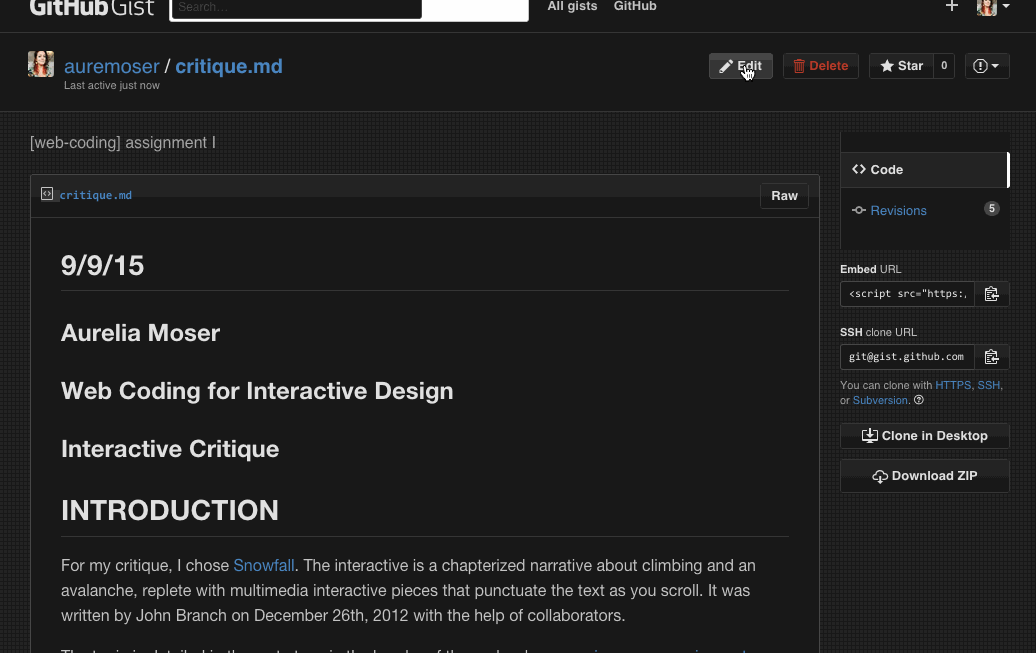 GitHub Gist Search... All gists GitHub
auremoser / critique.md Edit Delete Star 0
Last active just now
[web-coding] assignment I
critique.md Raw
9/9/15
Aurelia Moser
Web Coding for Interactive Design
Interactive Critique
INTRODUCTION
For my critique, I chose Snowfall. The interactive is a chapterized narrative about climbing and an
avalanche, replete with multimedia interactive pieces that punctuate the text as you scroll. It was
written by John Branch on December 26th, 2012 with the help of collaborators.
Code
Revisions 5
Embed URL
<script src="https:
SSH clone URL
git@gist.github.com
You can clone with HTTPS, SSH,
or Subversion.
Clone in Desktop
Download ZIP